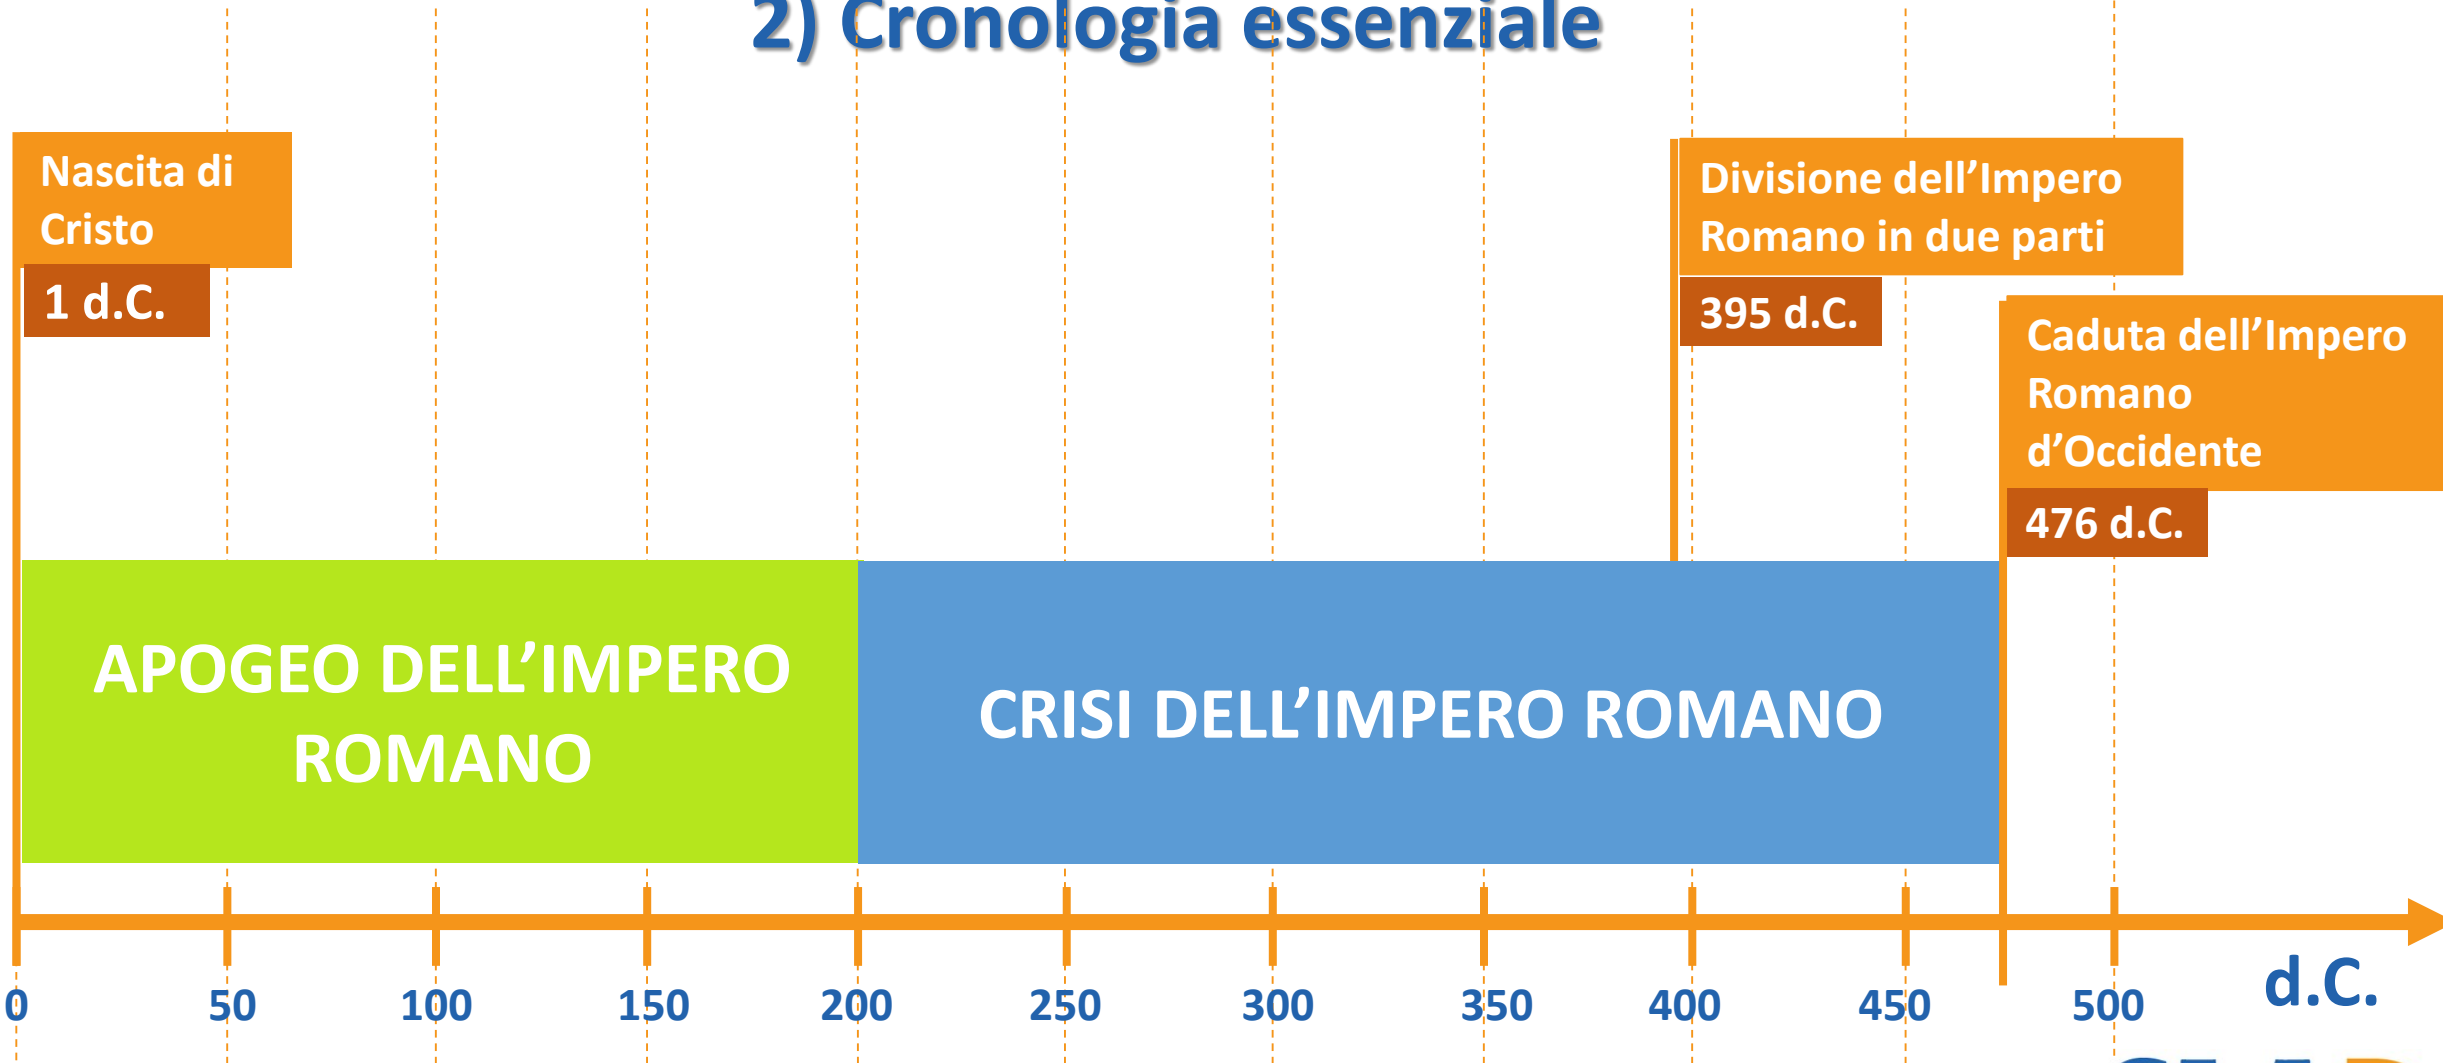 2) Cronologia essenziale
Nascita di
Cristo
1 d.C.
Divisione dell’Impero
Romano in due parti
395 d.C.
Caduta dell’Impero
Romano
d’Occidente
476 d.C.
APOGEO DELL’IMPERO
ROMANO
CRISI DELL’IMPERO ROMANO
0 50 100 150 200 250 300 350 400 450 500
d.C.